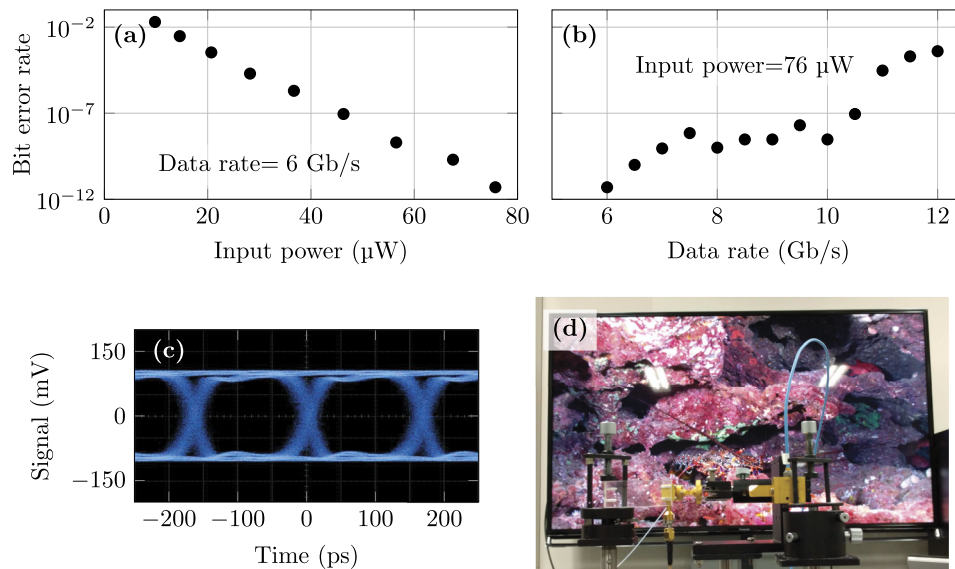 10⁻²
10⁻⁷
10⁻¹²
Bit error rate
(a)
Data rate= 6 Gb/s
0
20
40
60
80
Input power (µW)
(b)
Input power=76 µW
6
8
10
12
Data rate (Gb/s)
150
0
−150
Signal (mV)
(c)
−200
−100
0
100
200
Time (ps)
(d)